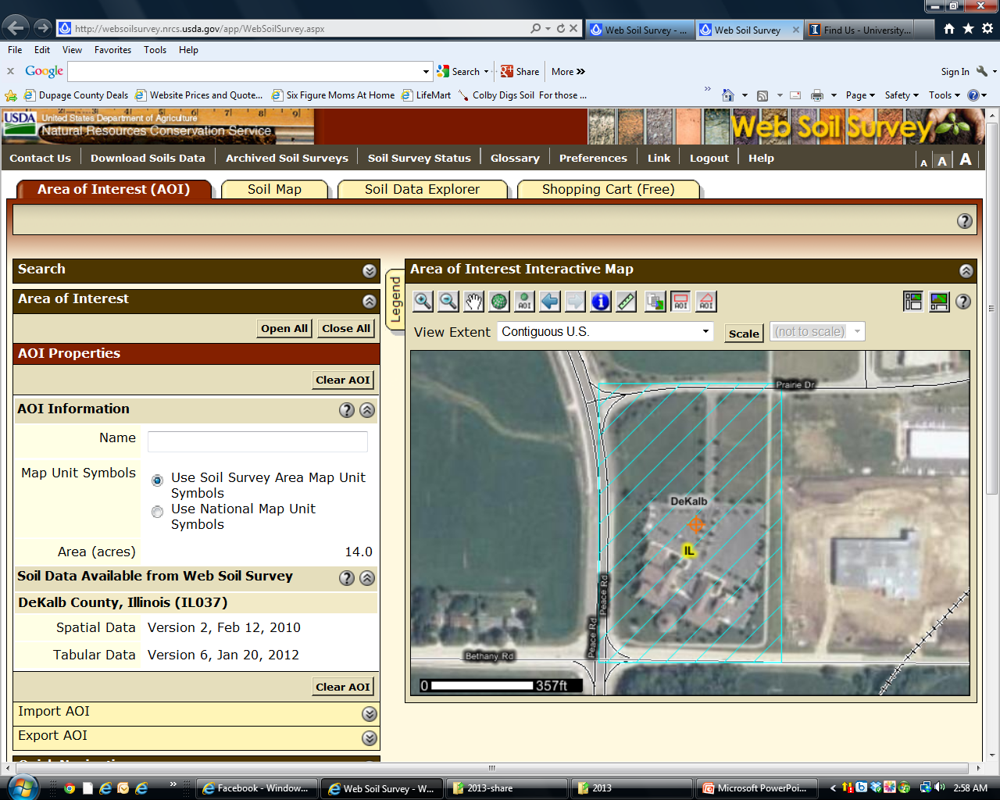 http://websoilsurvey.nrcs.usda.gov/app/WebSoilSurvey.aspx
Web Soil Survey - ...
Web Soil Survey
Find Us - University...
File Edit View Favorites Tools Help
x Google Search Share More »
Sign In
Dupage County Deals Website Prices and Quote... Six Figure Moms At Home LifeMart Colby Digs Soil For those ...
» Page Safety Tools
USDA United States Department of Agriculture
Natural Resources Conservation Service
Web Soil Survey
Contact Us Download Soils Data Archived Soil Surveys Soil Survey Status Glossary Preferences Link Logout Help A A A
Area of Interest (AOI) Soil Map Soil Data Explorer Shopping Cart (Free)
?
Search
Area of Interest
Open All Close All
AOI Properties
Clear AOI
AOI Information ?
Name
Map Unit Symbols
Use Soil Survey Area Map Unit
Symbols
Use National Map Unit
Symbols
Area (acres) 14.0
Soil Data Available from Web Soil Survey ?
DeKalb County, Illinois (IL037)
Spatial Data Version 2, Feb 12, 2010
Tabular Data Version 6, Jan 20, 2012
Clear AOI
Import AOI
Export AOI
Legend
Area of Interest Interactive Map
AOI i AOI AOI ?
View Extent Contiguous U.S. Scale (not to scale)
Prairie Dr
DeKalb
IL
Peace Rd
Peace Rd
Bethany Rd
0 357ft
Facebook - Window...
Web Soil Survey - W...
2013-share
2013
Microsoft PowerPoi...
2:58 AM